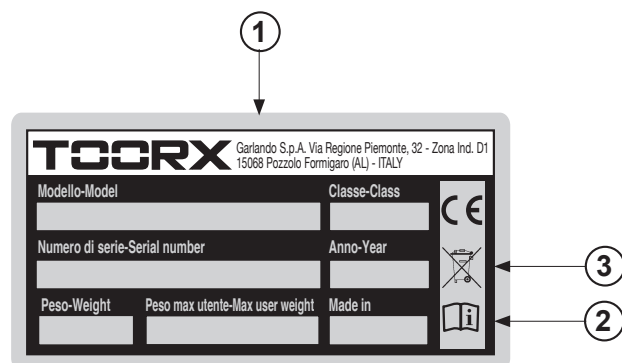 1
TOORX
Garlando S.p.A. Via Regione Piemonte, 32 - Zona Ind. D1
15068 Pozzolo Formigaro (AL) - ITALY
Modello-Model
Classe-Class
CE
Numero di serie-Serial number
Anno-Year
3
Peso-Weight
Peso max utente-Max user weight
Made in
i
2